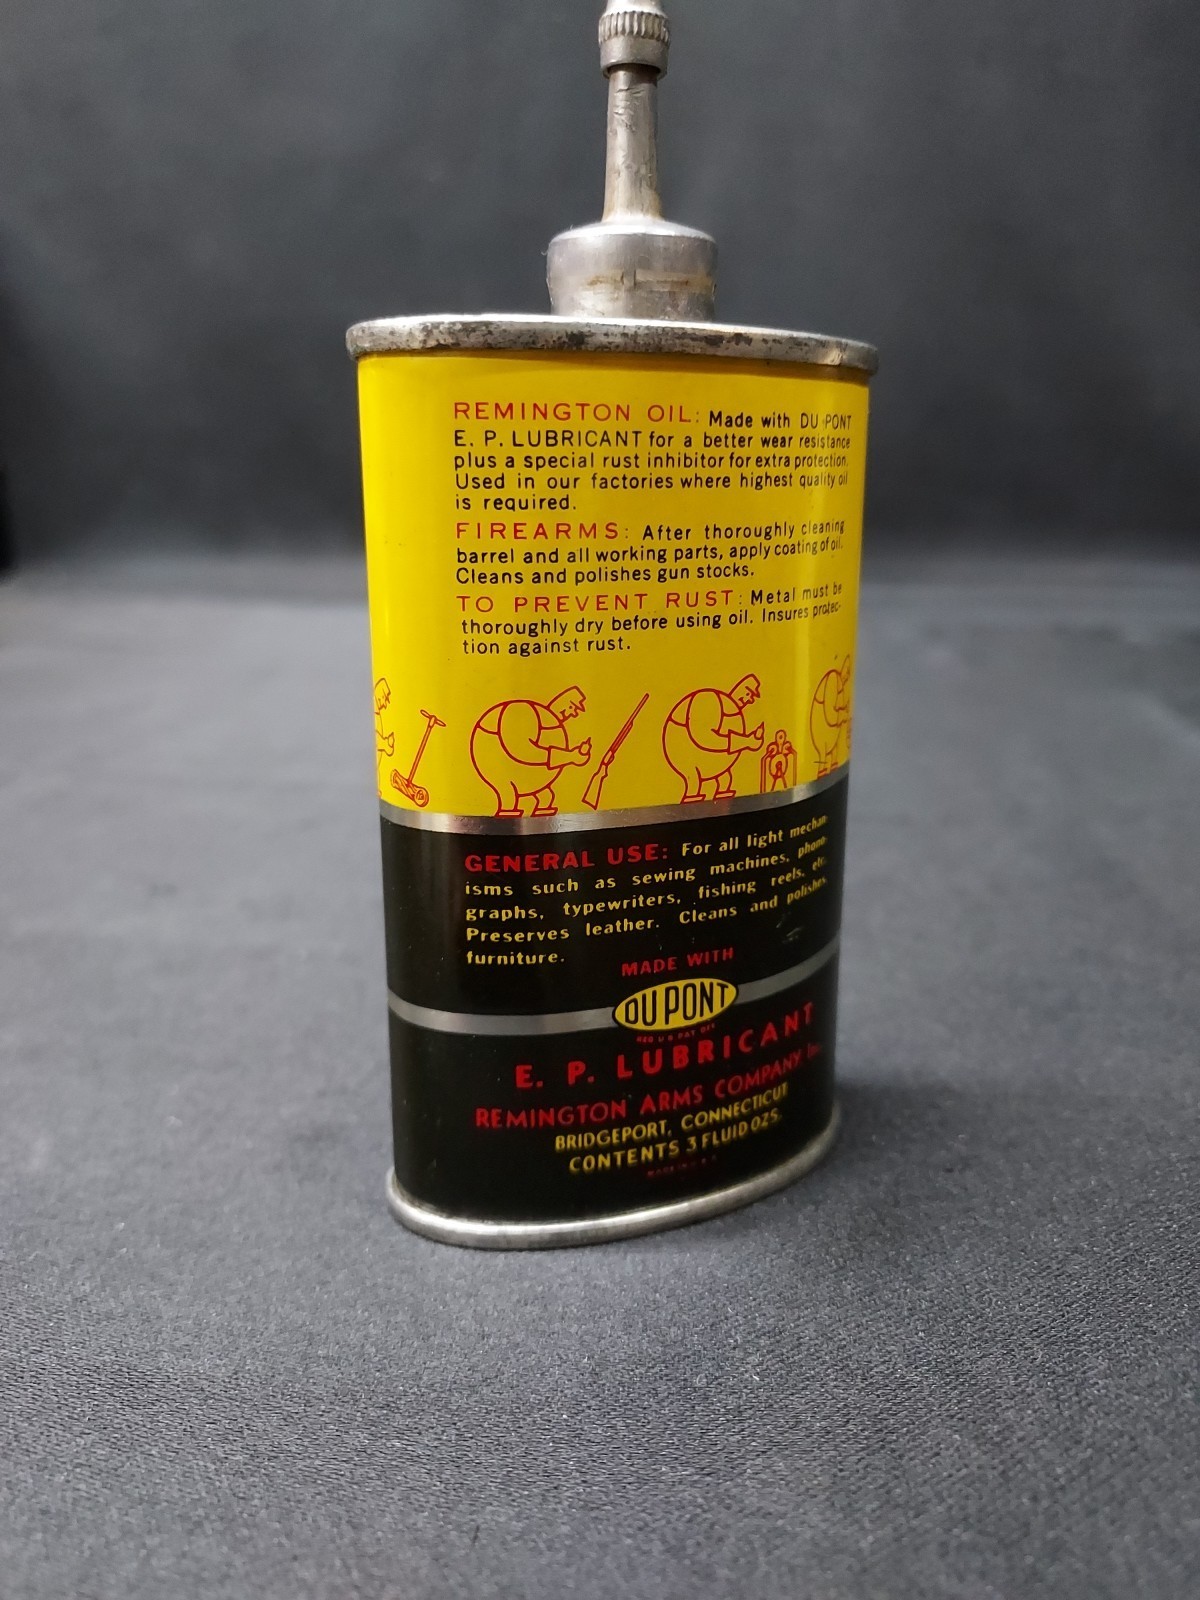 REMINGTON OIL: Made with DU PONT
E. P. LUBRICANT for a better wear resistance
plus a special rust inhibitor for extra protection.
Used in our factories where highest quality oil
is required.
FIREARMS: After thoroughly cleaning
barrel and all working parts, apply coating of oil.
Cleans and polishes gun stocks.
TO PREVENT RUST: Metal must be
thoroughly dry before using oil. Insures protec-
tion against rust.
GENERAL USE: For all light mechan-
isms such as sewing machines, phono-
graphs, typewriters, fishing reels, etc.
Preserves leather. Cleans and polishes
furniture.
MADE WITH
DU PONT
REG U S PAT OFF
E. P. LUBRICANT
REMINGTON ARMS COMPANY Inc.
BRIDGEPORT, CONNECTICUT
CONTENTS 3 FLUID OZS.